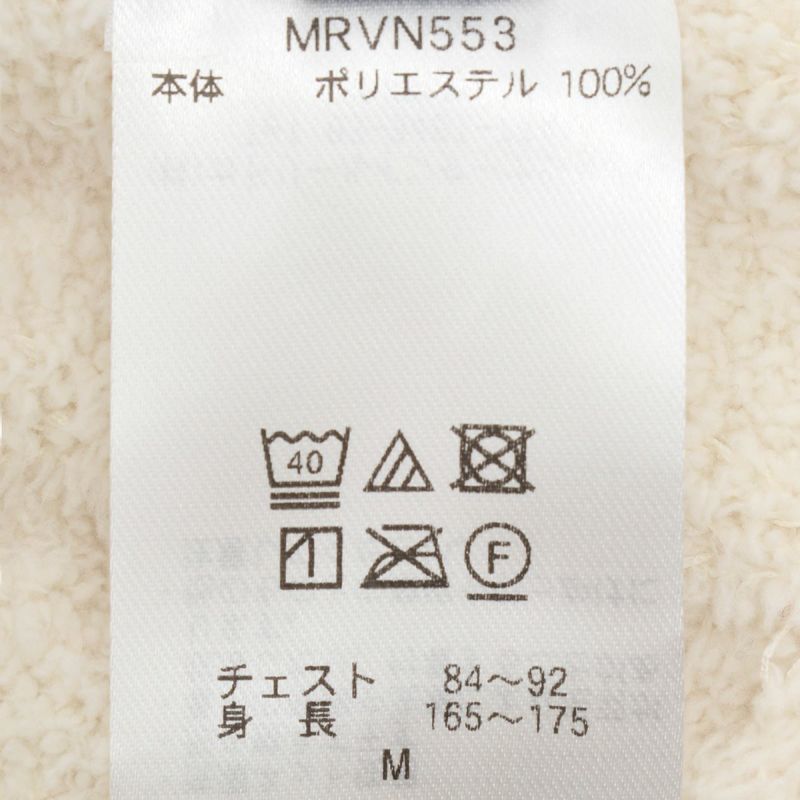 MRVN553
本体 ポリエステル 100%
40
F
チェスト 84～92
身 長 165～175
M